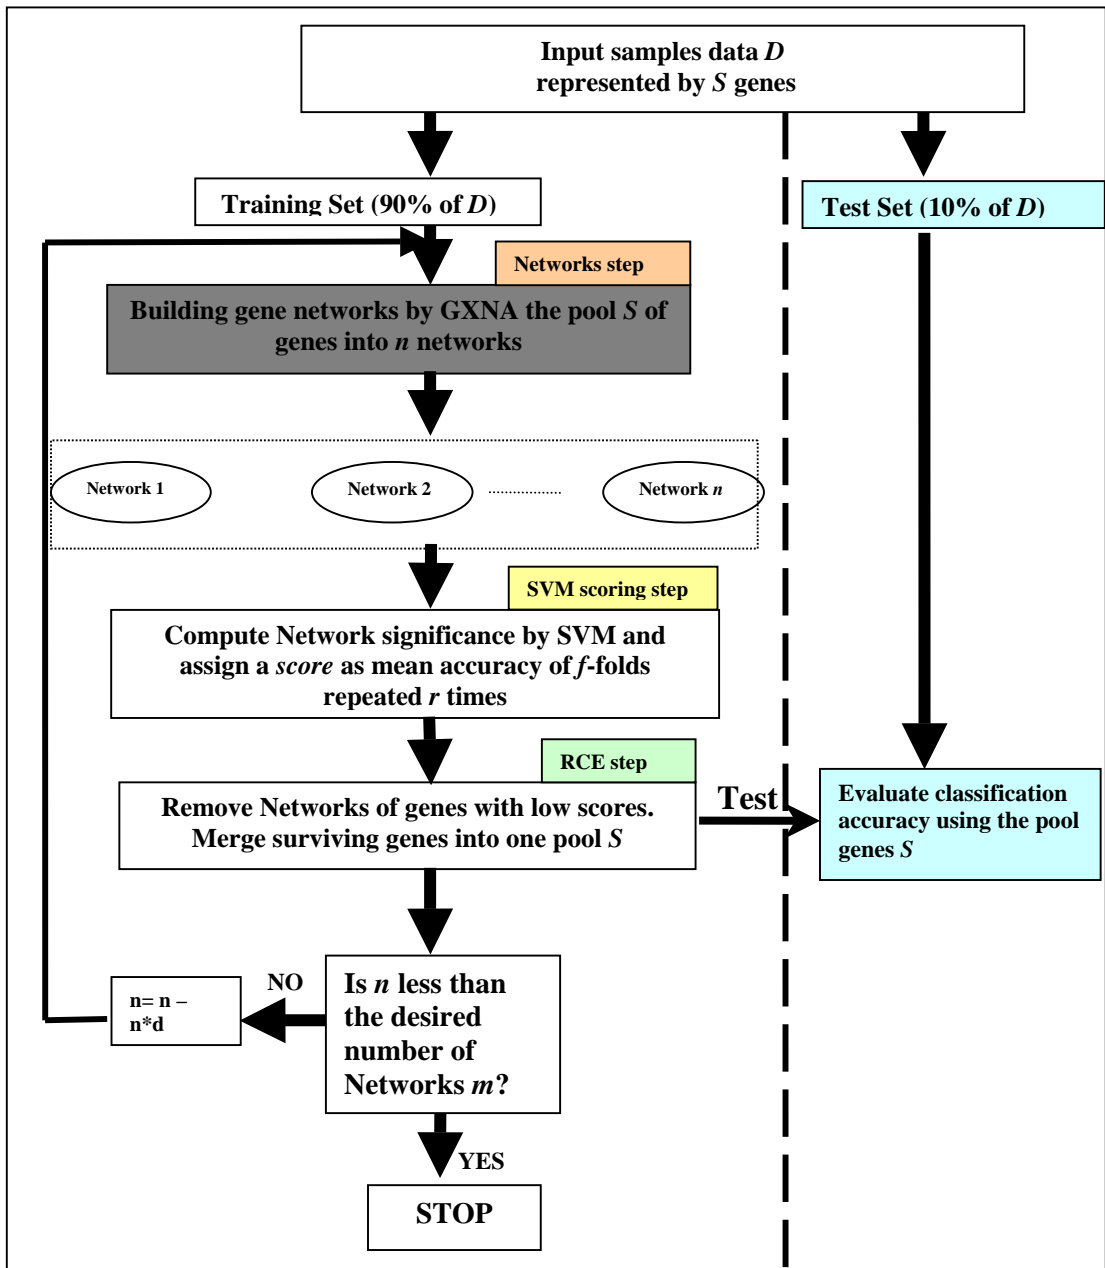 Input samples data D
represented by S genes
Training Set (90% of D)
Test Set (10% of D)
Networks step
Building gene networks by GXNA the pool S of
genes into n networks
Network 1
Network 2
............
Network n
SVM scoring step
Compute Network significance by SVM and
assign a score as mean accuracy of f-folds
repeated r times
RCE step
Remove Networks of genes with low scores.
Merge surviving genes into one pool S
Test
Evaluate classification
accuracy using the pool
genes S
NO
n= n –
n*d
Is n less than
the desired
number of
Networks m?
YES
STOP